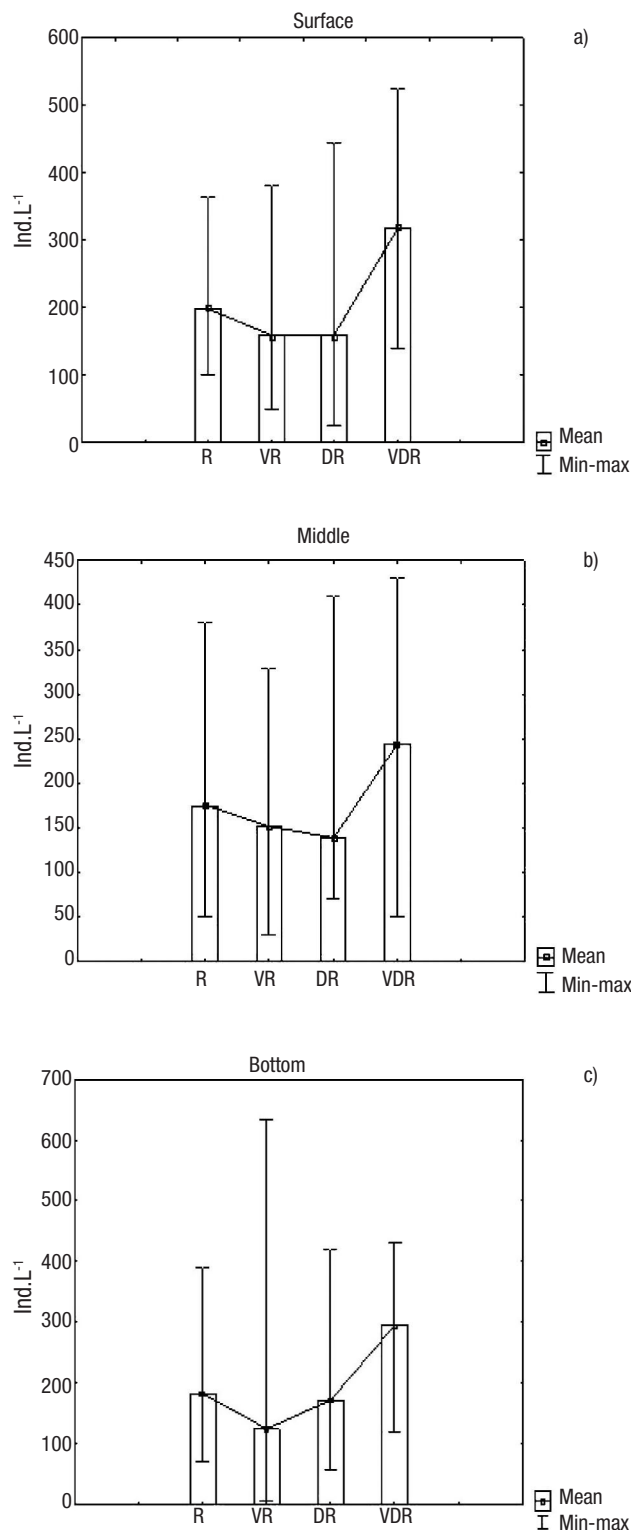 Surface
a)
600
500
400
300
200
100
0
Ind.L⁻¹
R VR DR VDR
Mean
Min-max
Middle
b)
450
400
350
300
250
200
150
100
50
0
Ind.L⁻¹
R VR DR VDR
Mean
Min-max
Bottom
c)
700
600
500
400
300
200
100
0
Ind.L⁻¹
R VR DR VDR
Mean
Min-max